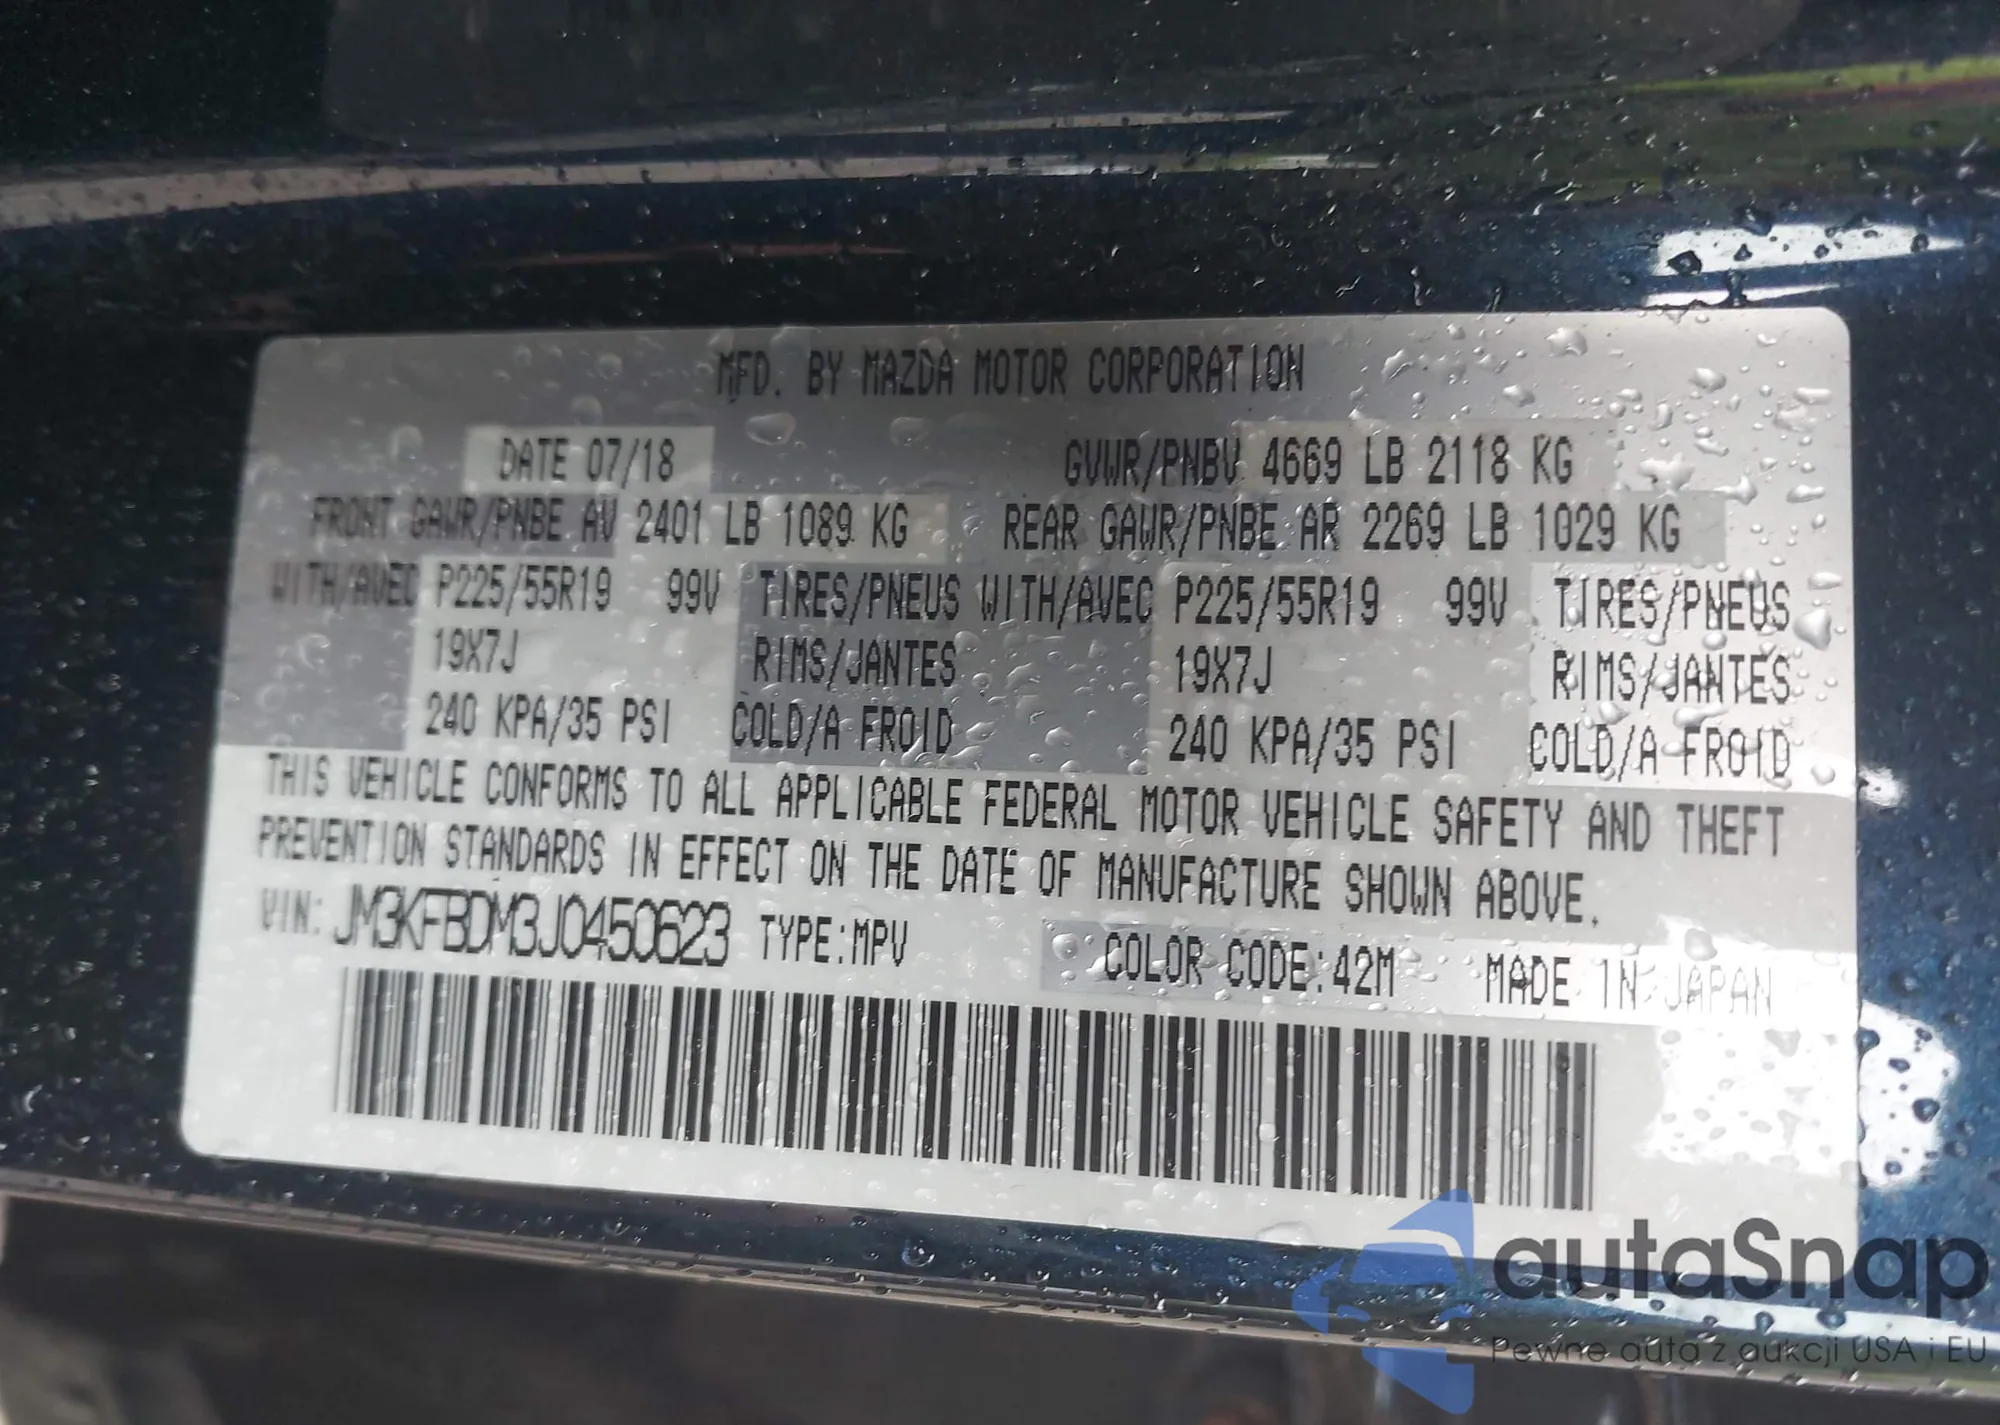 MFD. BY MAZDA MOTOR CORPORATION
DATE 07/18 GVWR/PNBV 4669 LB 2118 KG
FRONT GAWR/PNBE AV 2401 LB 1089 KG REAR GAWR/PNBE AR 2269 LB 1029 KG
WITH/AVEC P225/55R19 99V TIRES/PNEUS WITH/AVEC P225/55R19 99V TIRES/PNEUS
19X7J RIMS/JANTES 19X7J RIMS/JANTES
240 KPA/35 PSI COLD/A FROID 240 KPA/35 PSI COLD/A FROID
THIS VEHICLE CONFORMS TO ALL APPLICABLE FEDERAL MOTOR VEHICLE SAFETY AND THEFT
PREVENTION STANDARDS IN EFFECT ON THE DATE OF MANUFACTURE SHOWN ABOVE.
VIN: JM3KFBDM3J0450623 TYPE:MPV COLOR CODE:42M MADE IN JAPAN
autaSnap
Pewne auta z aukcji USA i EU